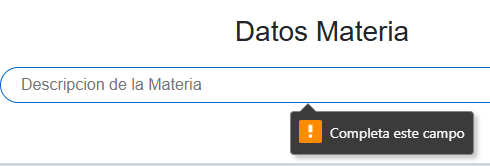 Datos Materia
Descripcion de la Materia
Completa este campo